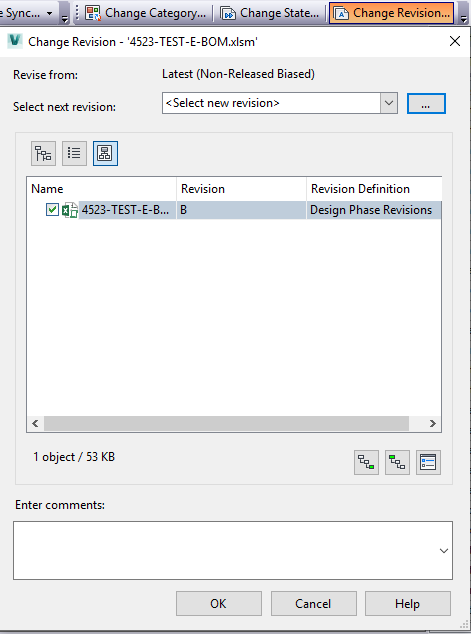 e Sync... Change Category... Change State... Change Revision...
Change Revision - '4523-TEST-E-BOM.xlsm'
Revise from: Latest (Non-Released Biased)
Select next revision: <Select new revision> ...
Name Revision Revision Definition
4523-TEST-E-B... B Design Phase Revisions
1 object / 53 KB
Enter comments:
OK Cancel Help